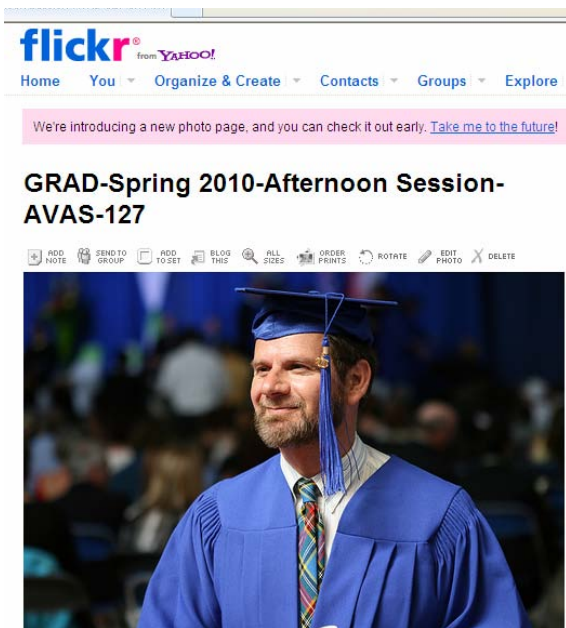 flickr® from YAHOO!
Home You Organize & Create Contacts Groups Explore
We're introducing a new photo page, and you can check it out early. Take me to the future!
GRAD-Spring 2010-Afternoon Session-
AVAS-127
ADD NOTE SEND TO GROUP ADD TO SET BLOG THIS ALL SIZES ORDER PRINTS ROTATE EDIT PHOTO DELETE